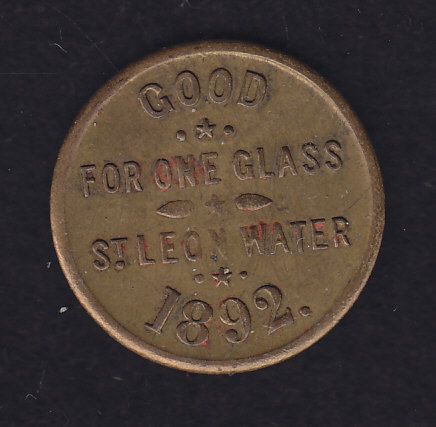 GOOD
FOR ONE GLASS
ST. LEON WATER
1892.